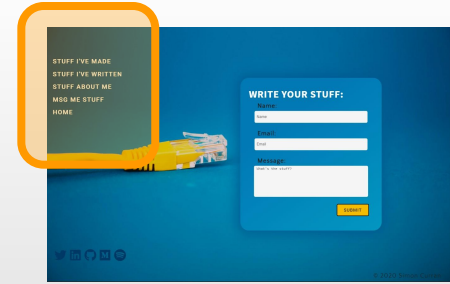 STUFF I'VE MADE
STUFF I'VE WRITTEN
STUFF ABOUT ME
MSG ME STUFF
HOME
WRITE YOUR STUFF:
Name:
Name
Email:
Email
Message:
What's the stuff?
SUBMIT